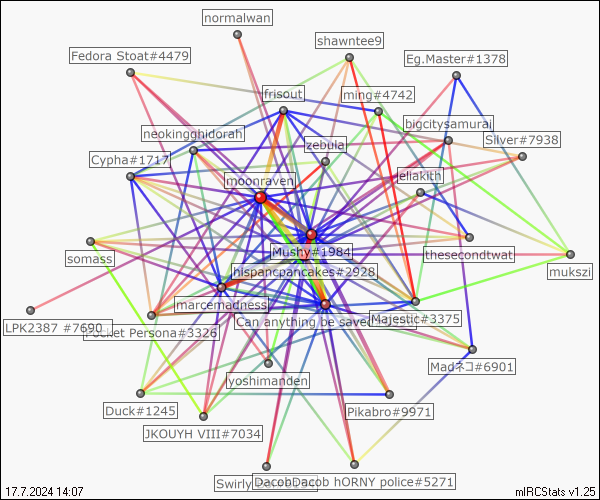 normalwan
shawntee9
Fedora Stoat#4479
Eg.Master#1378
frisout
ming#4742
bigcitysamurai
neokingghidorah
Silver#7938
zebula
Cypha#1717
eliakith
moonraven
Mushy#1984
somass
thesecondtwat
mukszi
hispancpancakes#2928
marcemadness
LPK2387 #7690
Pocket Persona#3326
Can anything be saved
Majestic#3375
Madネコ#6901
yoshimanden
Duck#1245
Pikabro#9971
JKOUYH VIII#7034
Swirly
DacobDacob hORNY police#5271
17.7.2024 14:07
mIRCStats v1.25